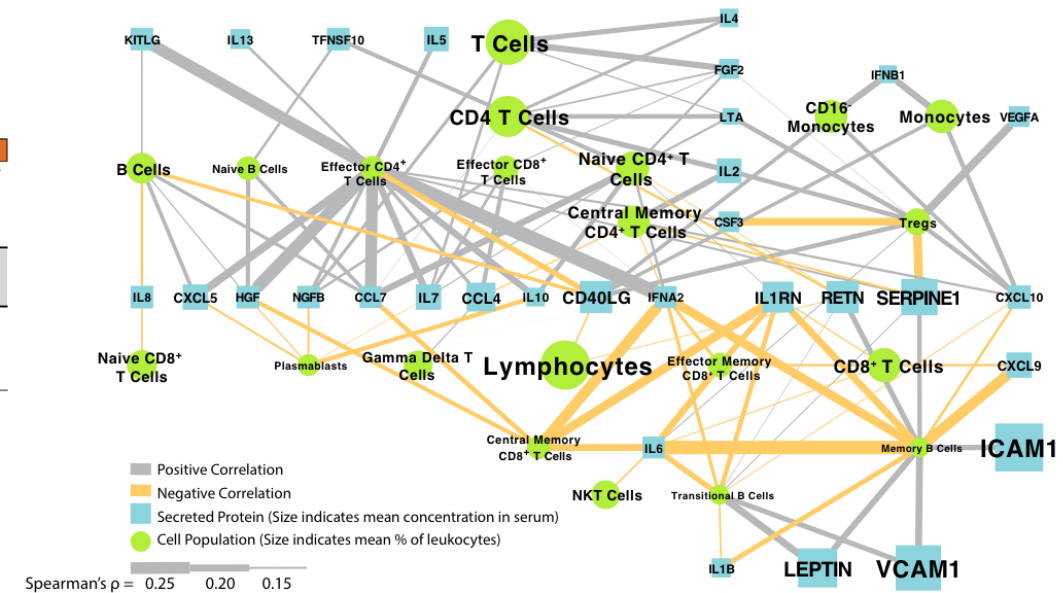 IL4
KITLG IL13 TFNSF10 IL5 T Cells
FGF2
IFNB1
CD4 T Cells LTA CD16-
Monocytes Monocytes VEGFA
B Cells Naive B Cells Effector CD4+
T Cells Effector CD8+
T Cells Naive CD4+ T
Cells IL2
Central Memory
CD4+ T Cells CSF3 Tregs
IL8 CXCL5 HGF NGFB CCL7 IL7 CCL4 IL10 CD40LG IFNA2 IL1RN RETN SERPINE1 CXCL10
Naive CD8+
T Cells Plasmablasts Gamma Delta T
Cells Lymphocytes Effector Memory
CD8+ T Cells CD8+ T Cells CXCL9
Central Memory
CD8+ T Cells IL6 Memory B Cells ICAM1
NKT Cells Transitional B Cells
IL1B LEPTIN VCAM1
Positive Correlation
Negative Correlation
Secreted Protein (Size indicates mean concentration in serum)
Cell Population (Size indicates mean % of leukocytes)
Spearman's ρ = 0.25 0.20 0.15